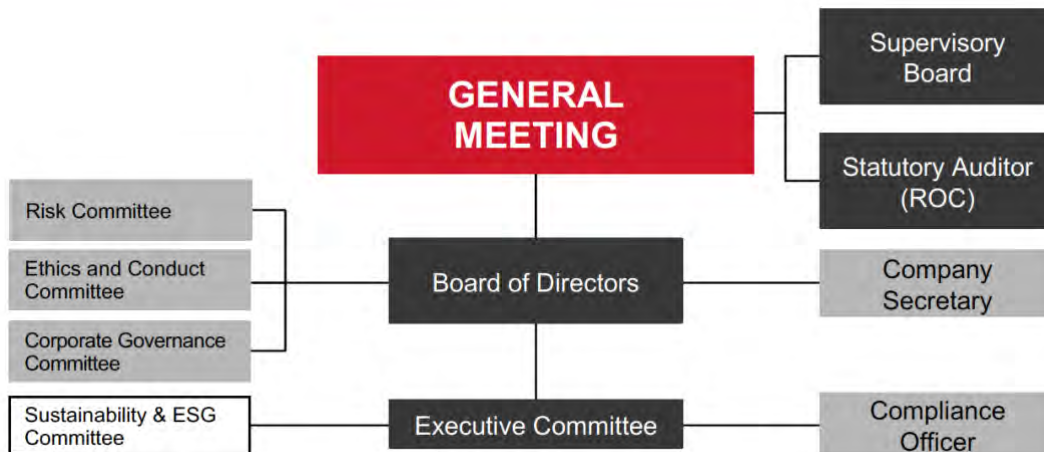 GENERAL
MEETING
Supervisory
Board
Statutory Auditor
(ROC)
Risk Committee
Ethics and Conduct
Committee
Corporate Governance
Committee
Board of Directors
Company
Secretary
Sustainability & ESG
Committee
Executive Committee
Compliance
Officer